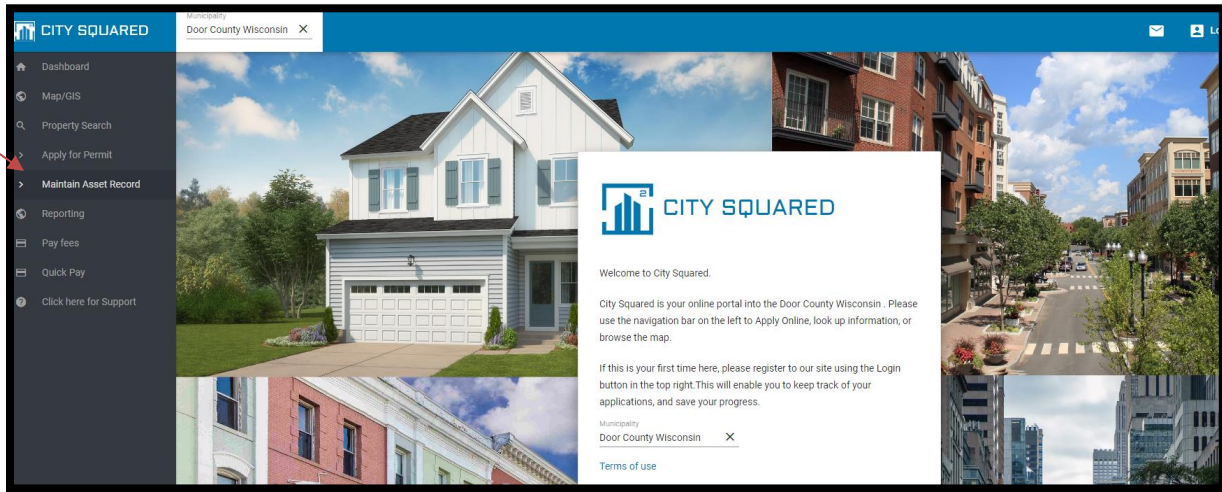 CITY SQUARED
Municipality
Door County Wisconsin
Dashboard
Map/GIS
Property Search
Apply for Permit
Maintain Asset Record
Reporting
Pay fees
Quick Pay
Click here for Support
2
CITY SQUARED
Welcome to City Squared.
City Squared is your online portal into the Door County Wisconsin . Please
use the navigation bar on the left to Apply Online, look up information, or
browse the map.
If this is your first time here, please register to our site using the Login
button in the top right.This will enable you to keep track of your
applications, and save your progress.
Municipality
Door County Wisconsin
Terms of use